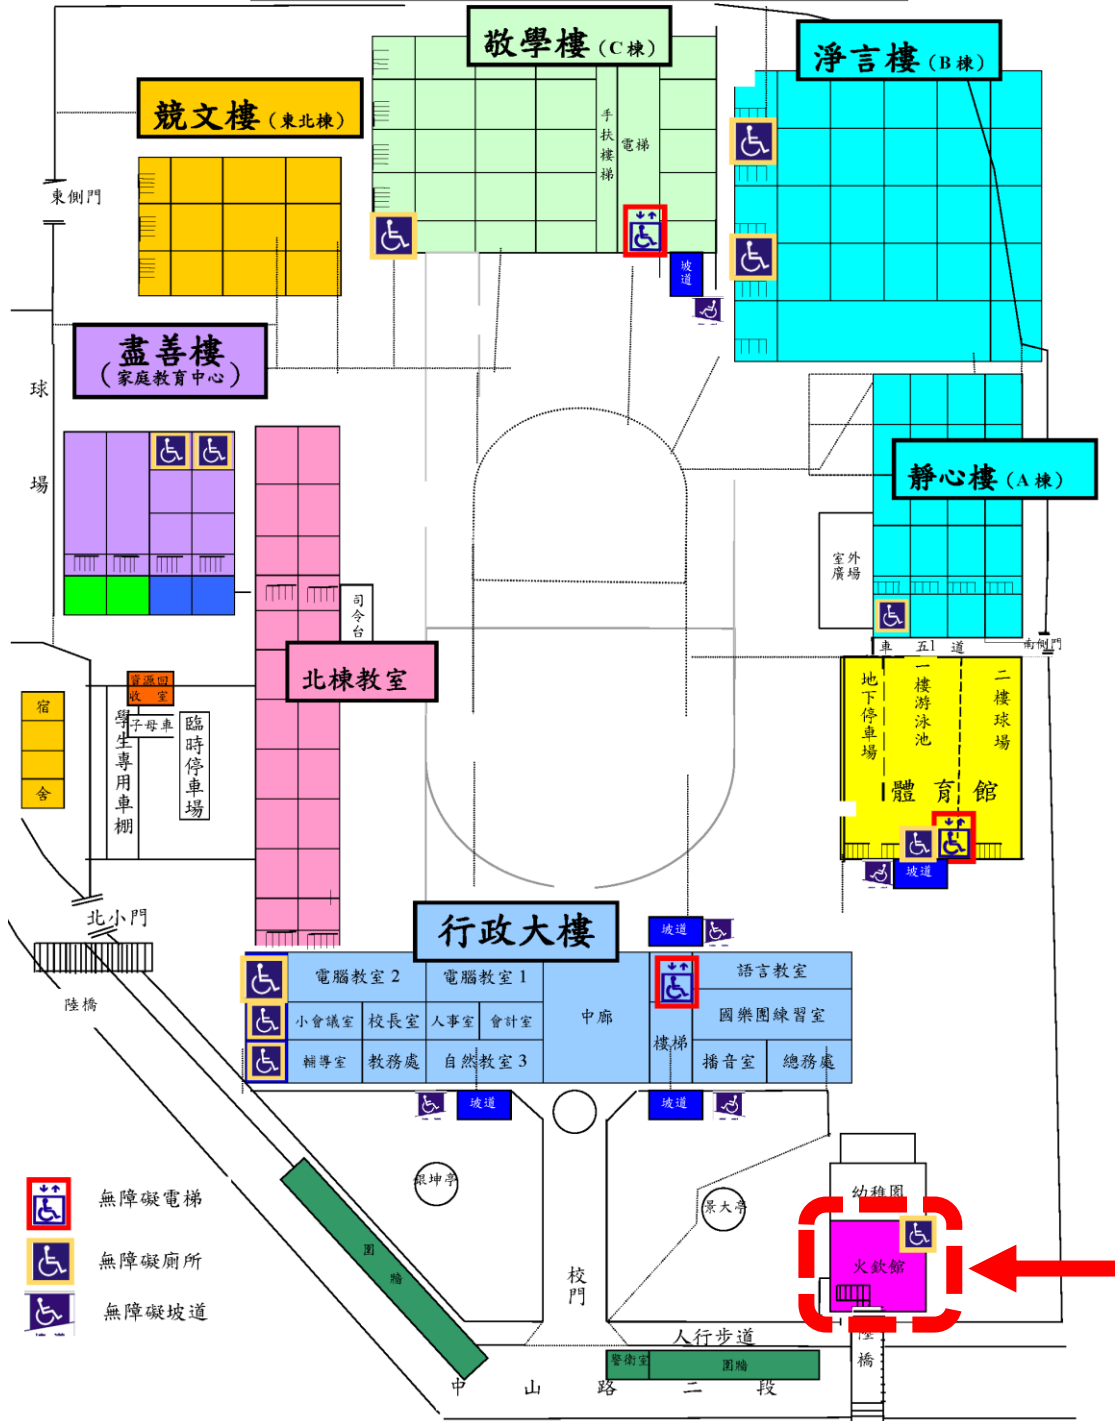 敬學樓（C棟）
淨言樓（B棟）
競文樓（東北棟）
手扶樓梯
電梯
東側門
坡道
盡善樓
（家庭教育中心）
球場
靜心樓（A棟）
室外
廣場
司令台
車道
南側門
北棟教室
資源回
收室
子母車
宿舍
學生專用車棚
臨時停車場
地下停車場
一樓游泳池
二樓球場
體育館
坡道
北小門
陸橋
行政大樓
坡道
電腦教室2
電腦教室1
中廊
語言教室
小會議室
校長室
人事室
會計室
國樂團練習室
樓梯
輔導室
教務處
自然教室3
播音室
總務處
坡道
坡道
銀坤亭
景大亭
幼稚園
火欽館
無障礙電梯
無障礙廁所
無障礙坡道
圍牆
校門
人行步道
陸橋
警衛室
圍牆
中山路二段